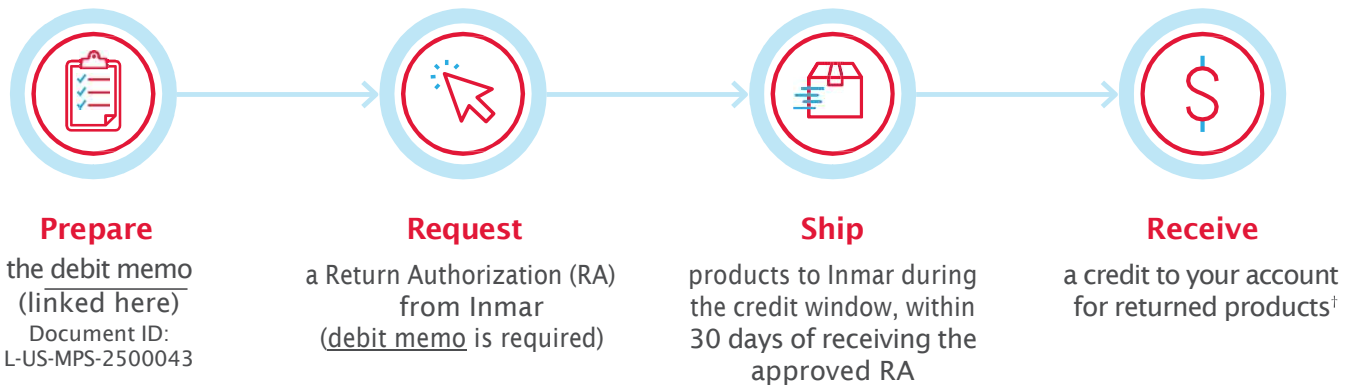 Prepare
the debit memo
(linked here)
Document ID:
L-US-MPS-2500043
Request
a Return Authorization (RA)
from Inmar
(debit memo is required)
Ship
products to Inmar during
the credit window, within
30 days of receiving the
approved RA
Receive
a credit to your account
for returned products†